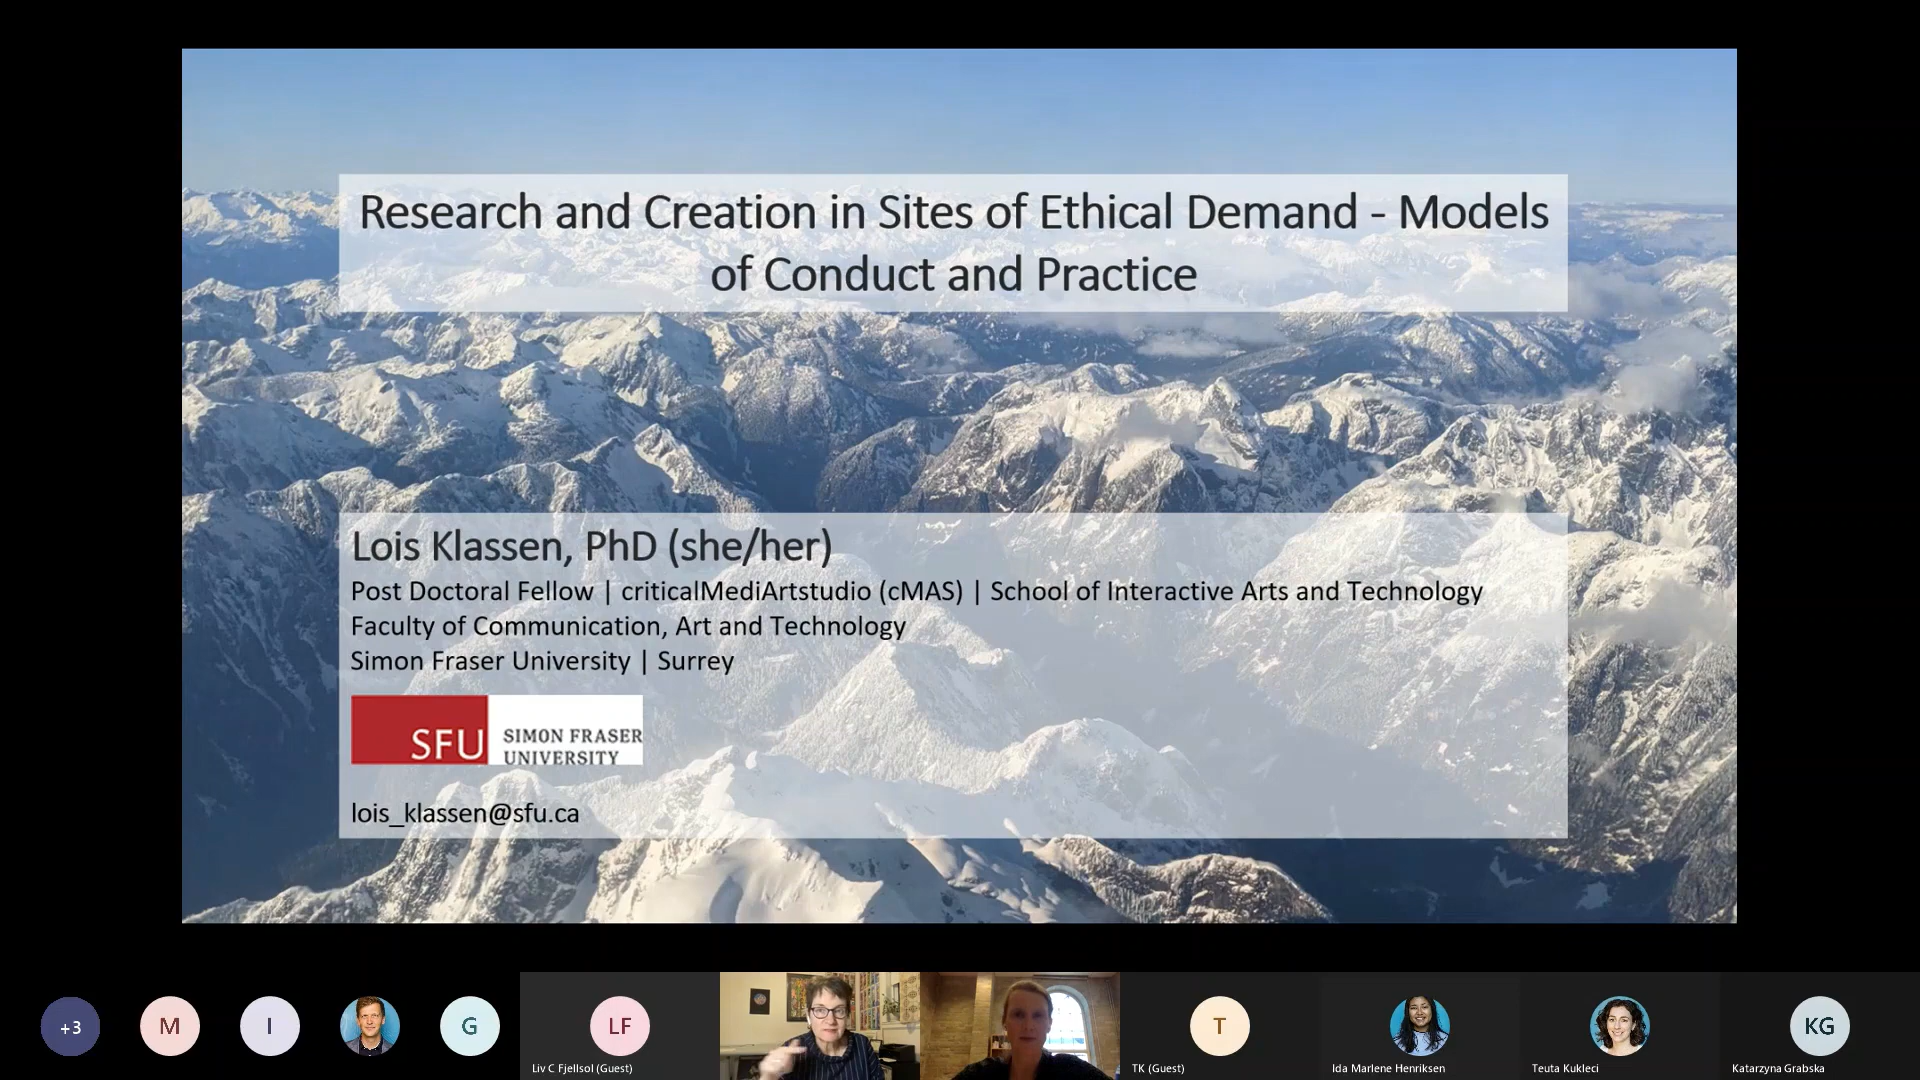 Research and Creation in Sites of Ethical Demand - Models
of Conduct and Practice
Lois Klassen, PhD (she/her)
Post Doctoral Fellow | criticalMediArtstudio (cMAS) | School of Interactive Arts and Technology
Faculty of Communication, Art and Technology
Simon Fraser University | Surrey
SFU SIMON FRASER
UNIVERSITY
lois_klassen@sfu.ca
+3
M
I
G
LF
T
KG
Liv C Fjellsol (Guest)
TK (Guest)
Ida Marlene Henriksen
Teuta Kukleci
Katarzyna Grabska